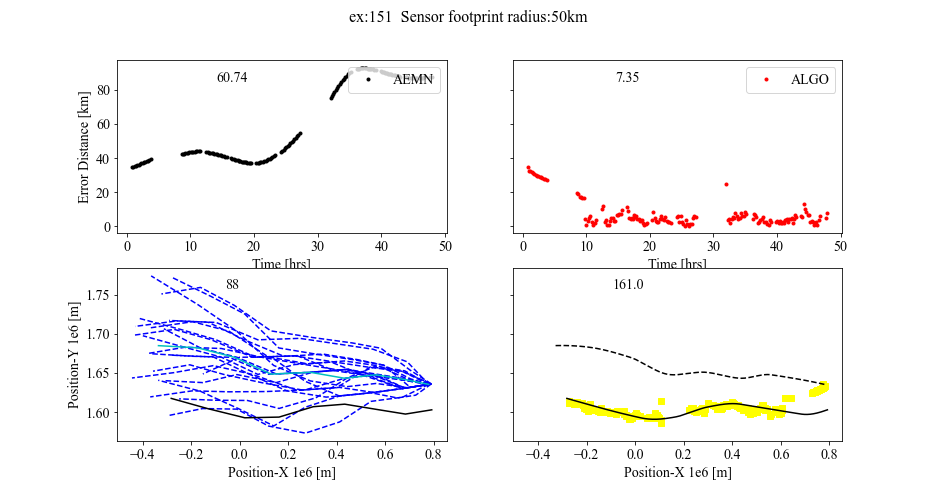 ex:151  Sensor footprint radius:50km
60.74
AEMN
Error Distance [km]
80
60
40
20
0
0 10 20 30 40 50
Time [hrs]
7.35
ALGO
0 10 20 30 40 50
Time [hrs]
88
Position-Y 1e6 [m]
1.75
1.70
1.65
1.60
−0.4 −0.2 0.0 0.2 0.4 0.6 0.8
Position-X 1e6 [m]
161.0
−0.4 −0.2 0.0 0.2 0.4 0.6 0.8
Position-X 1e6 [m]